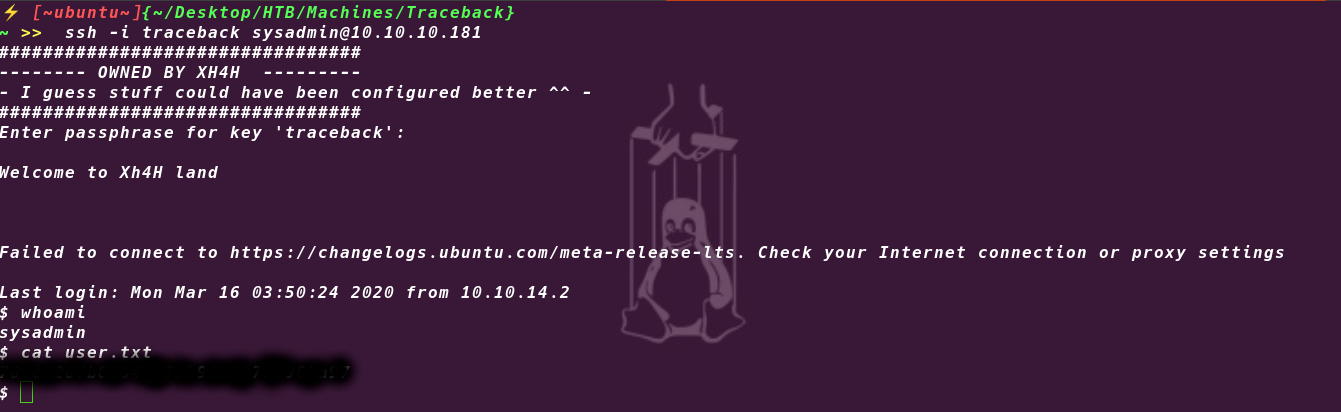 ⚡ [~ubuntu~]{~/Desktop/HTB/Machines/Traceback}
~ >>  ssh -i traceback sysadmin@10.10.10.181
#################################
-------- OWNED BY XH4H  ---------
- I guess stuff could have been configured better ^^ -
#################################
Enter passphrase for key 'traceback':
Welcome to Xh4H land
Failed to connect to https://changelogs.ubuntu.com/meta-release-lts. Check your Internet connection or proxy settings
Last login: Mon Mar 16 03:50:24 2020 from 10.10.14.2
$ whoami
sysadmin
$ cat user.txt
$